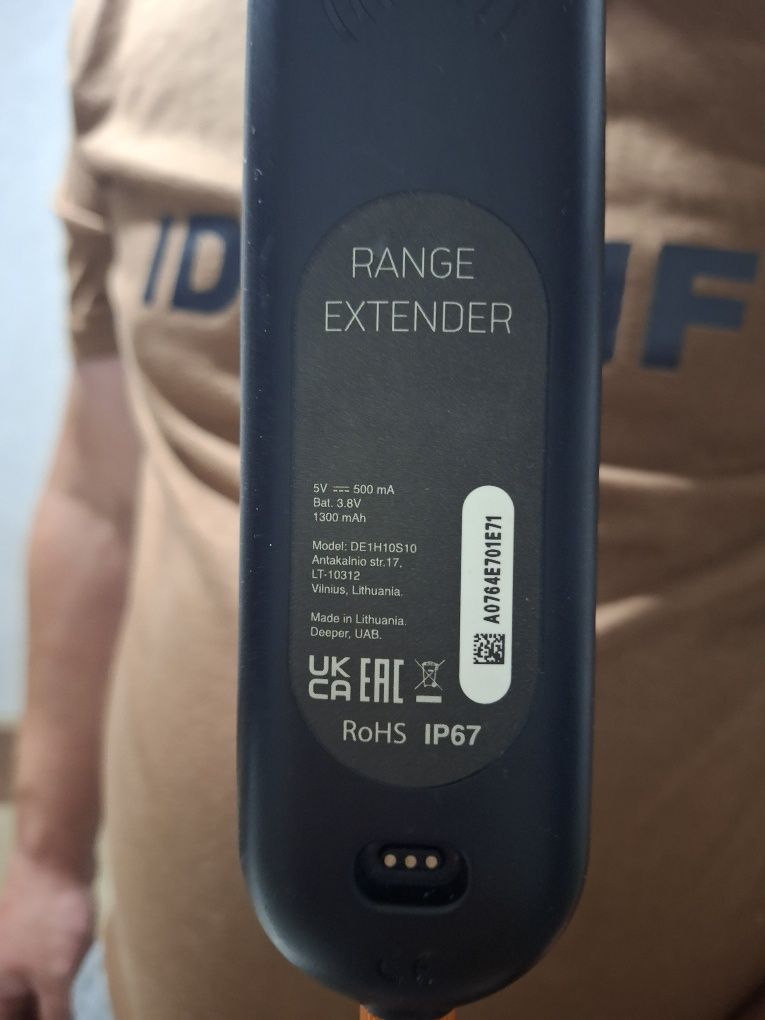 RANGE
EXTENDER
5V ⎓ 500 mA
Bat. 3.8V
1300 mAh
Model: DE1H10S10
Antakalnio str.17,
LT-10312
Vilnius, Lithuania.
Made in Lithuania.
Deeper, UAB.
A0764E701E71
UK
CA EAC
RoHS IP67
CE